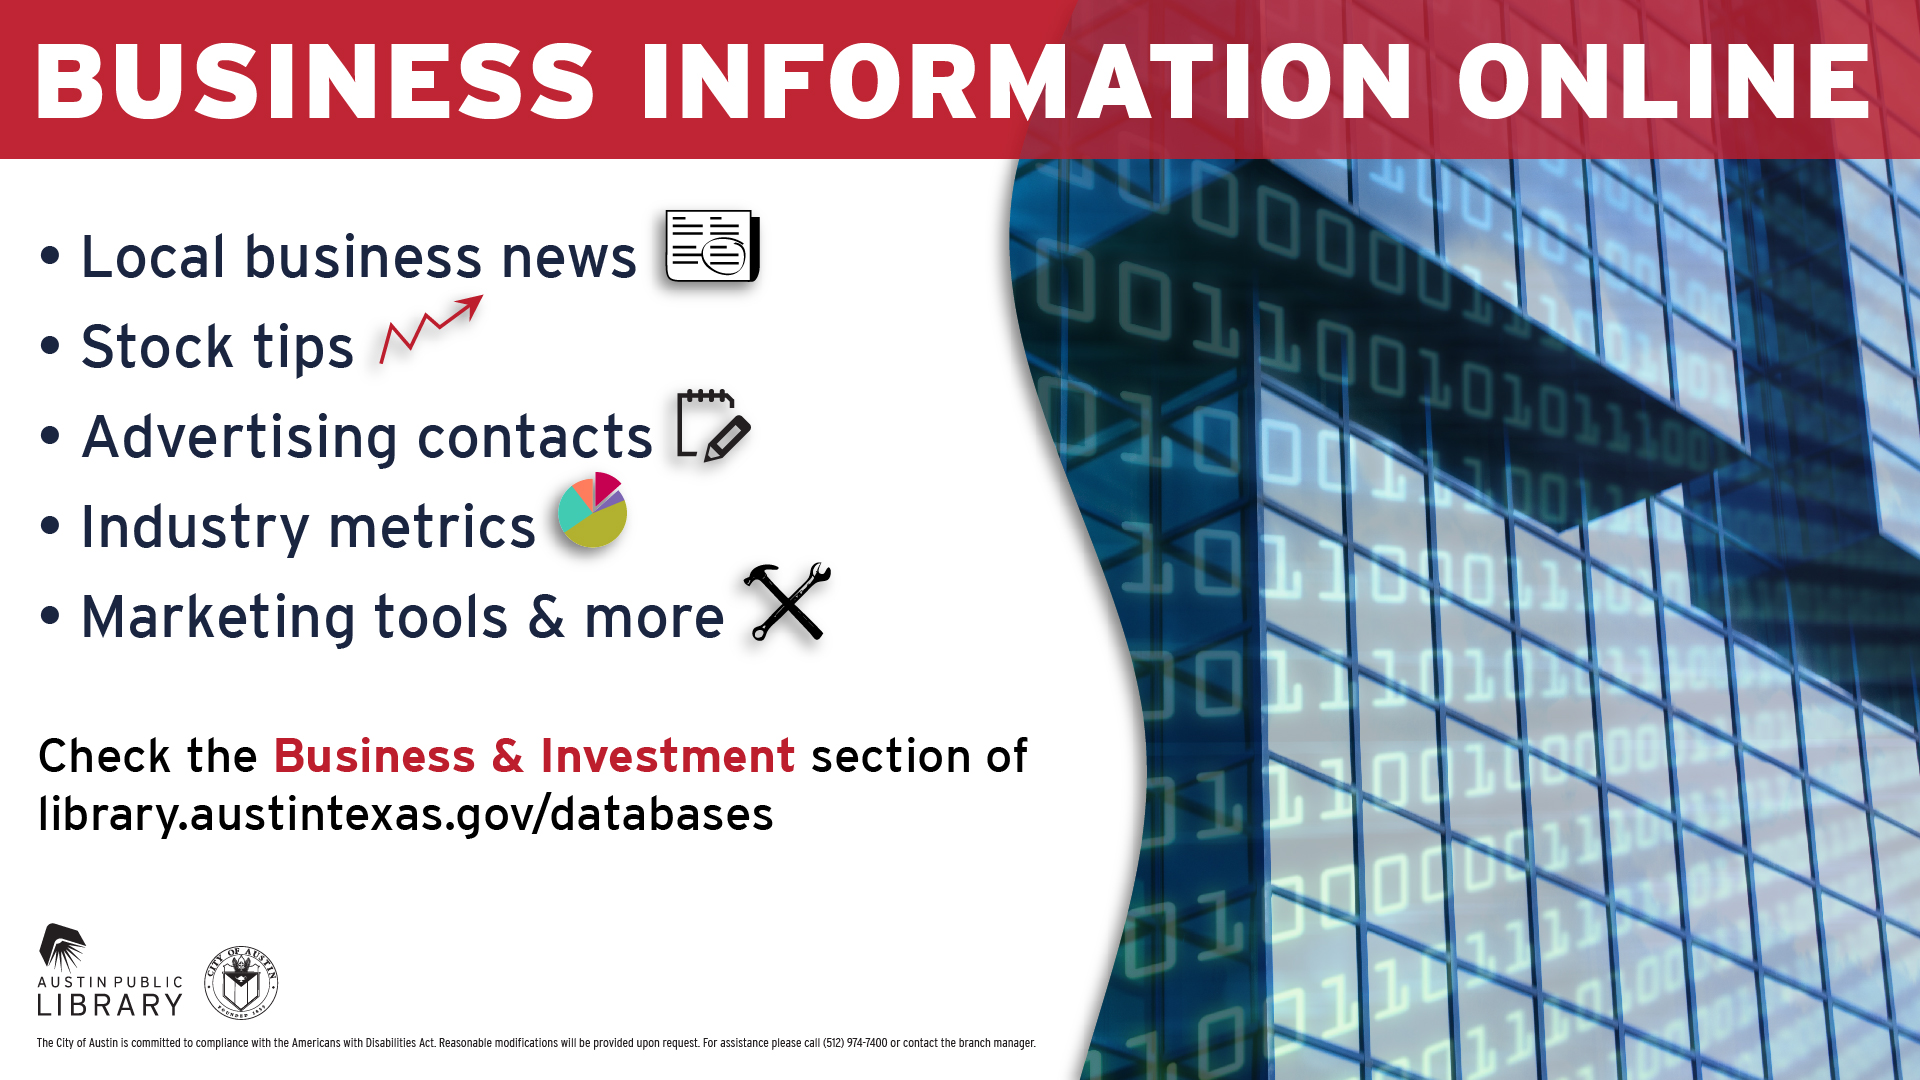 BUSINESS INFORMATION ONLINE
• Local business news
• Stock tips
• Advertising contacts
• Industry metrics
• Marketing tools & more
Check the Business & Investment section of
library.austintexas.gov/databases
AUSTIN PUBLIC
LIBRARY
CITY OF AUSTIN
FOUNDED 1839
The City of Austin is committed to compliance with the Americans with Disabilities Act. Reasonable modifications will be provided upon request. For assistance please call (512) 974-7400 or contact the branch manager.